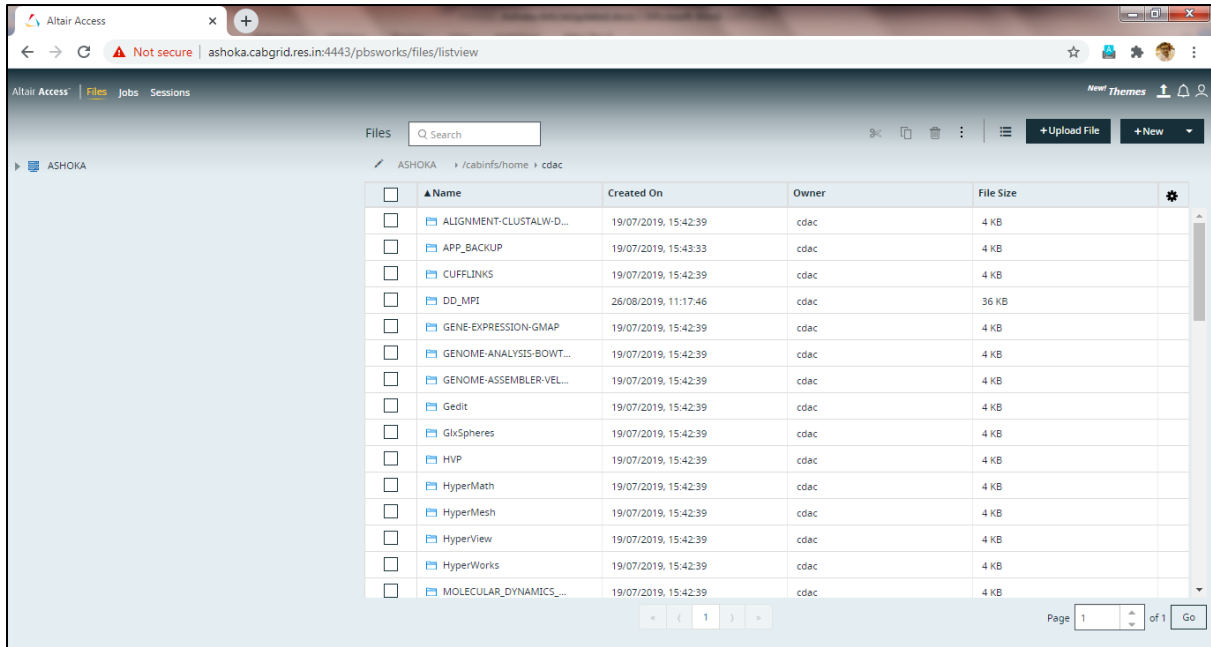 Altair Access
Not secure | ashoka.cabgrid.res.in:4443/pbsworks/files/listview
Altair Access™ | Files Jobs Sessions New! Themes
Files Search +Upload File +New
ASHOKA
ASHOKA /cabinfs/home cdac
▲Name Created On Owner File Size
ALIGNMENT-CLUSTALW-D... 19/07/2019, 15:42:39 cdac 4 KB
APP_BACKUP 19/07/2019, 15:43:33 cdac 4 KB
CUFFLINKS 19/07/2019, 15:42:39 cdac 4 KB
DD_MPI 26/08/2019, 11:17:46 cdac 36 KB
GENE-EXPRESSION-GMAP 19/07/2019, 15:42:39 cdac 4 KB
GENOME-ANALYSIS-BOWT... 19/07/2019, 15:42:39 cdac 4 KB
GENOME-ASSEMBLER-VEL... 19/07/2019, 15:42:39 cdac 4 KB
Gedit 19/07/2019, 15:42:39 cdac 4 KB
GlxSpheres 19/07/2019, 15:42:39 cdac 4 KB
HVP 19/07/2019, 15:42:39 cdac 4 KB
HyperMath 19/07/2019, 15:42:39 cdac 4 KB
HyperMesh 19/07/2019, 15:42:39 cdac 4 KB
HyperView 19/07/2019, 15:42:39 cdac 4 KB
HyperWorks 19/07/2019, 15:42:39 cdac 4 KB
MOLECULAR_DYNAMICS_... 19/07/2019, 15:42:39 cdac 4 KB
« ⟨ 1 ⟩ » Page 1 of 1 Go